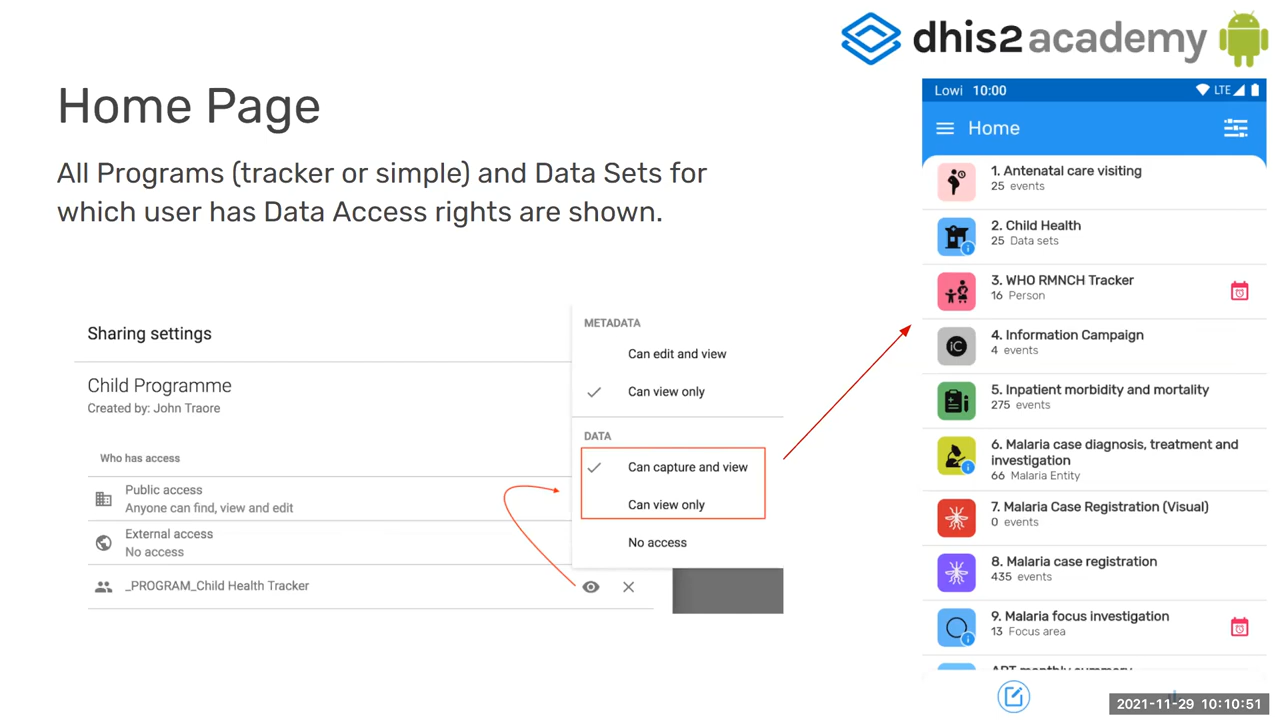 dhis2 academy
Home Page
All Programs (tracker or simple) and Data Sets for
which user has Data Access rights are shown.
Sharing settings
Child Programme
Created by: John Traore
Who has access
Public access
Anyone can find, view and edit
External access
No access
_PROGRAM_Child Health Tracker
METADATA
Can edit and view
Can view only
DATA
Can capture and view
Can view only
No access
Lowi 10:00 LTE
Home
1. Antenatal care visiting
25 events
2. Child Health
25 Data sets
3. WHO RMNCH Tracker
16 Person
iC
4. Information Campaign
4 events
5. Inpatient morbidity and mortality
275 events
6. Malaria case diagnosis, treatment and
investigation
66 Malaria Entity
7. Malaria Case Registration (Visual)
0 events
8. Malaria case registration
435 events
9. Malaria focus investigation
13 Focus area
ART monthly summary
2021-11-29 10:10:51